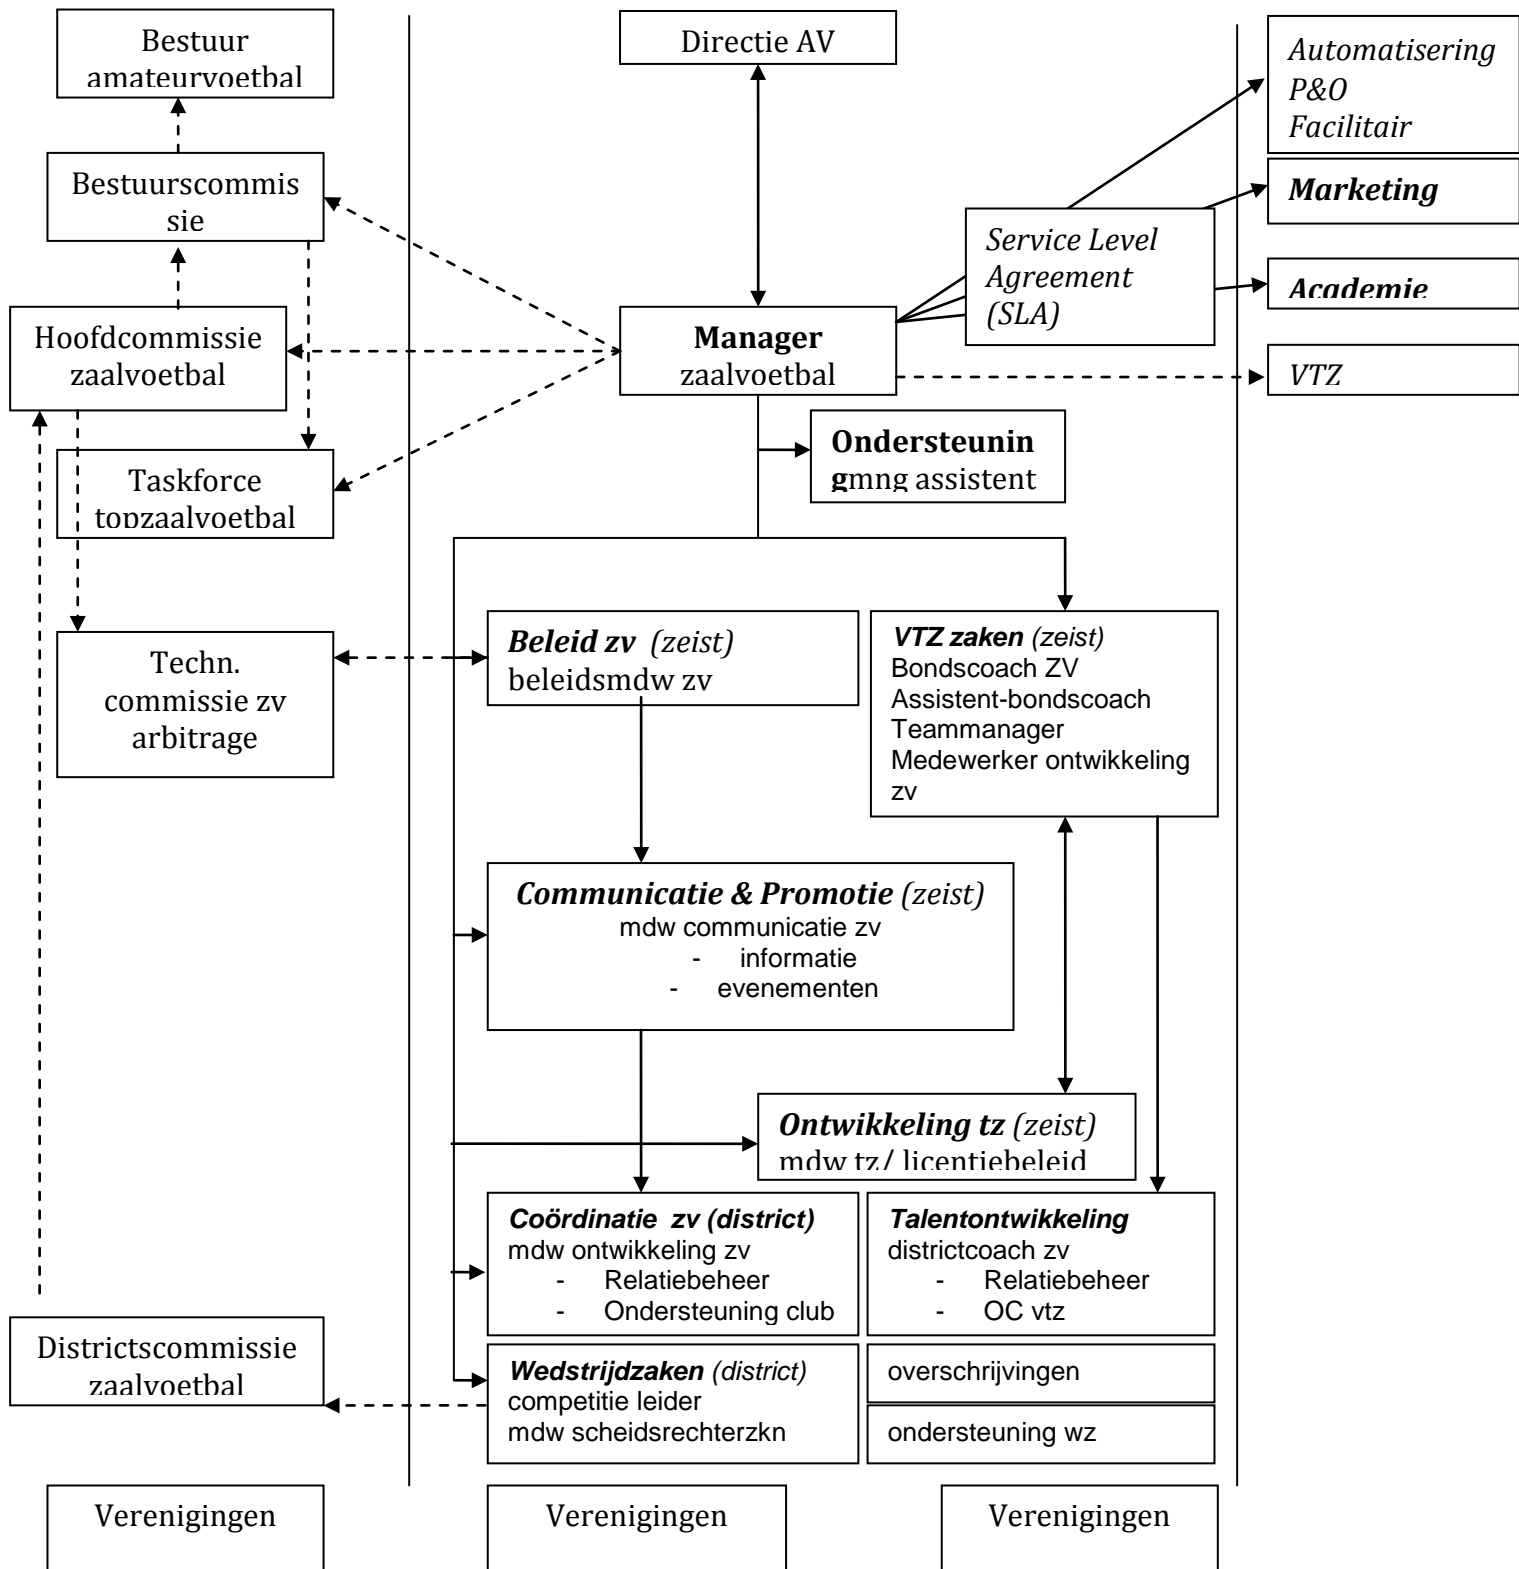 Bestuur
amateurvoetbal
Bestuurscommis
sie
Hoofdcommissie
zaalvoetbal
Taskforce
topzaalvoetbal
Techn.
commissie zv
arbitrage
Districtscommissie
zaalvoetbal
Verenigingen
Directie AV
Manager
zaalvoetbal
Ondersteunin
gmng assistent
Beleid zv (zeist)
beleidsmdw zv
VTZ zaken (zeist)
Bondscoach ZV
Assistent-bondscoach
Teammanager
Medewerker ontwikkeling
zv
Communicatie & Promotie (zeist)
mdw communicatie zv
- informatie
- evenementen
Ontwikkeling tz (zeist)
mdw tz/ licentiebeleid
Coördinatie zv (district)
mdw ontwikkeling zv
- Relatiebeheer
- Ondersteuning club
Talentontwikkeling
districtcoach zv
- Relatiebeheer
- OC vtz
Wedstrijdzaken (district)
competitie leider
mdw scheidsrechterzkn
overschrijvingen
ondersteuning wz
Verenigingen
Verenigingen
Service Level
Agreement
(SLA)
Automatisering
P&O
Facilitair
Marketing
Academie
VTZ